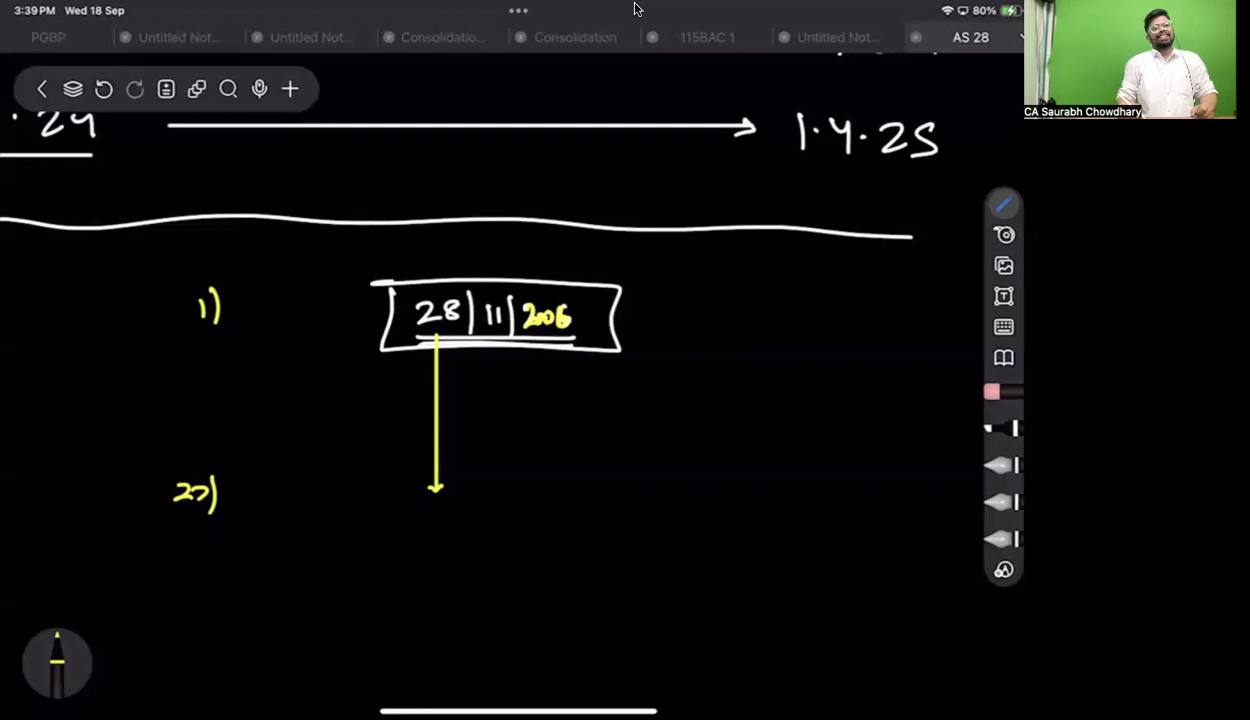 3:39 PM Wed 18 Sep
80%
PGBP
Untitled Not...
Untitled Not...
Consolidatio...
Consolidation
115BAC 1
Untitled Not...
AS 28
CA Saurabh Chowdhary
. 24
1.4.25
1)
28|11|2006